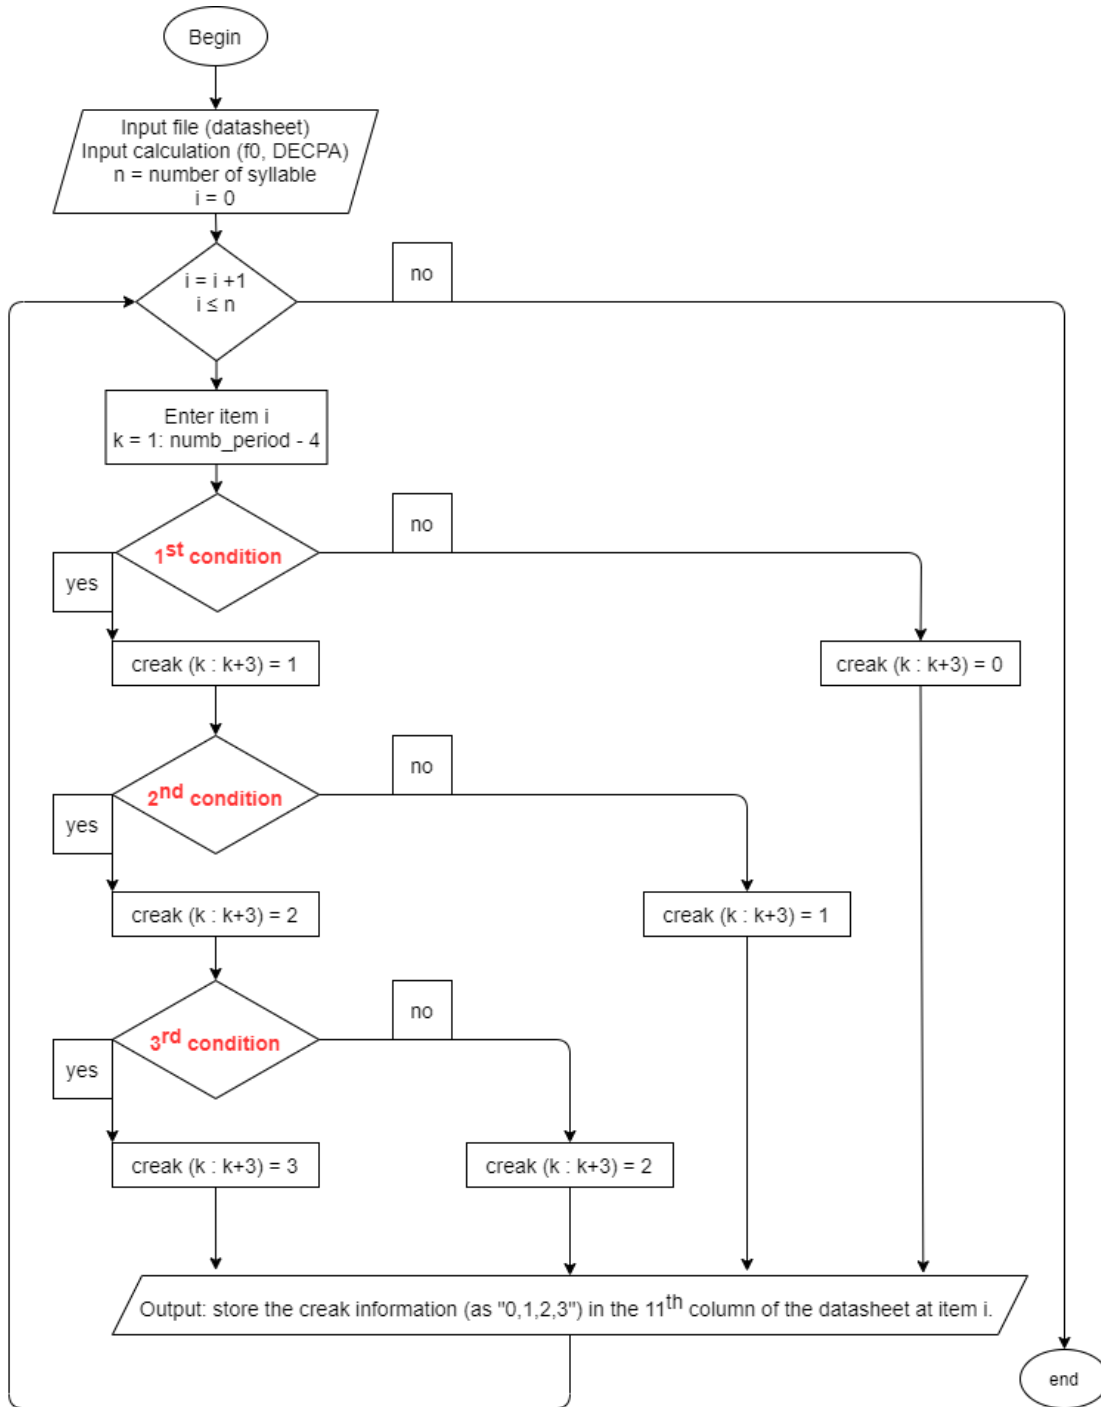 Begin
Input file (datasheet)
Input calculation (f0, DECPA)
n = number of syllable
i = 0
i = i +1
i ≤ n
no
Enter item i
k = 1: numb_period - 4
1st condition
no
yes
creak (k : k+3) = 1
creak (k : k+3) = 0
2nd condition
no
yes
creak (k : k+3) = 2
creak (k : k+3) = 1
3rd condition
no
yes
creak (k : k+3) = 3
creak (k : k+3) = 2
Output: store the creak information (as "0,1,2,3") in the 11th column of the datasheet at item i.
end